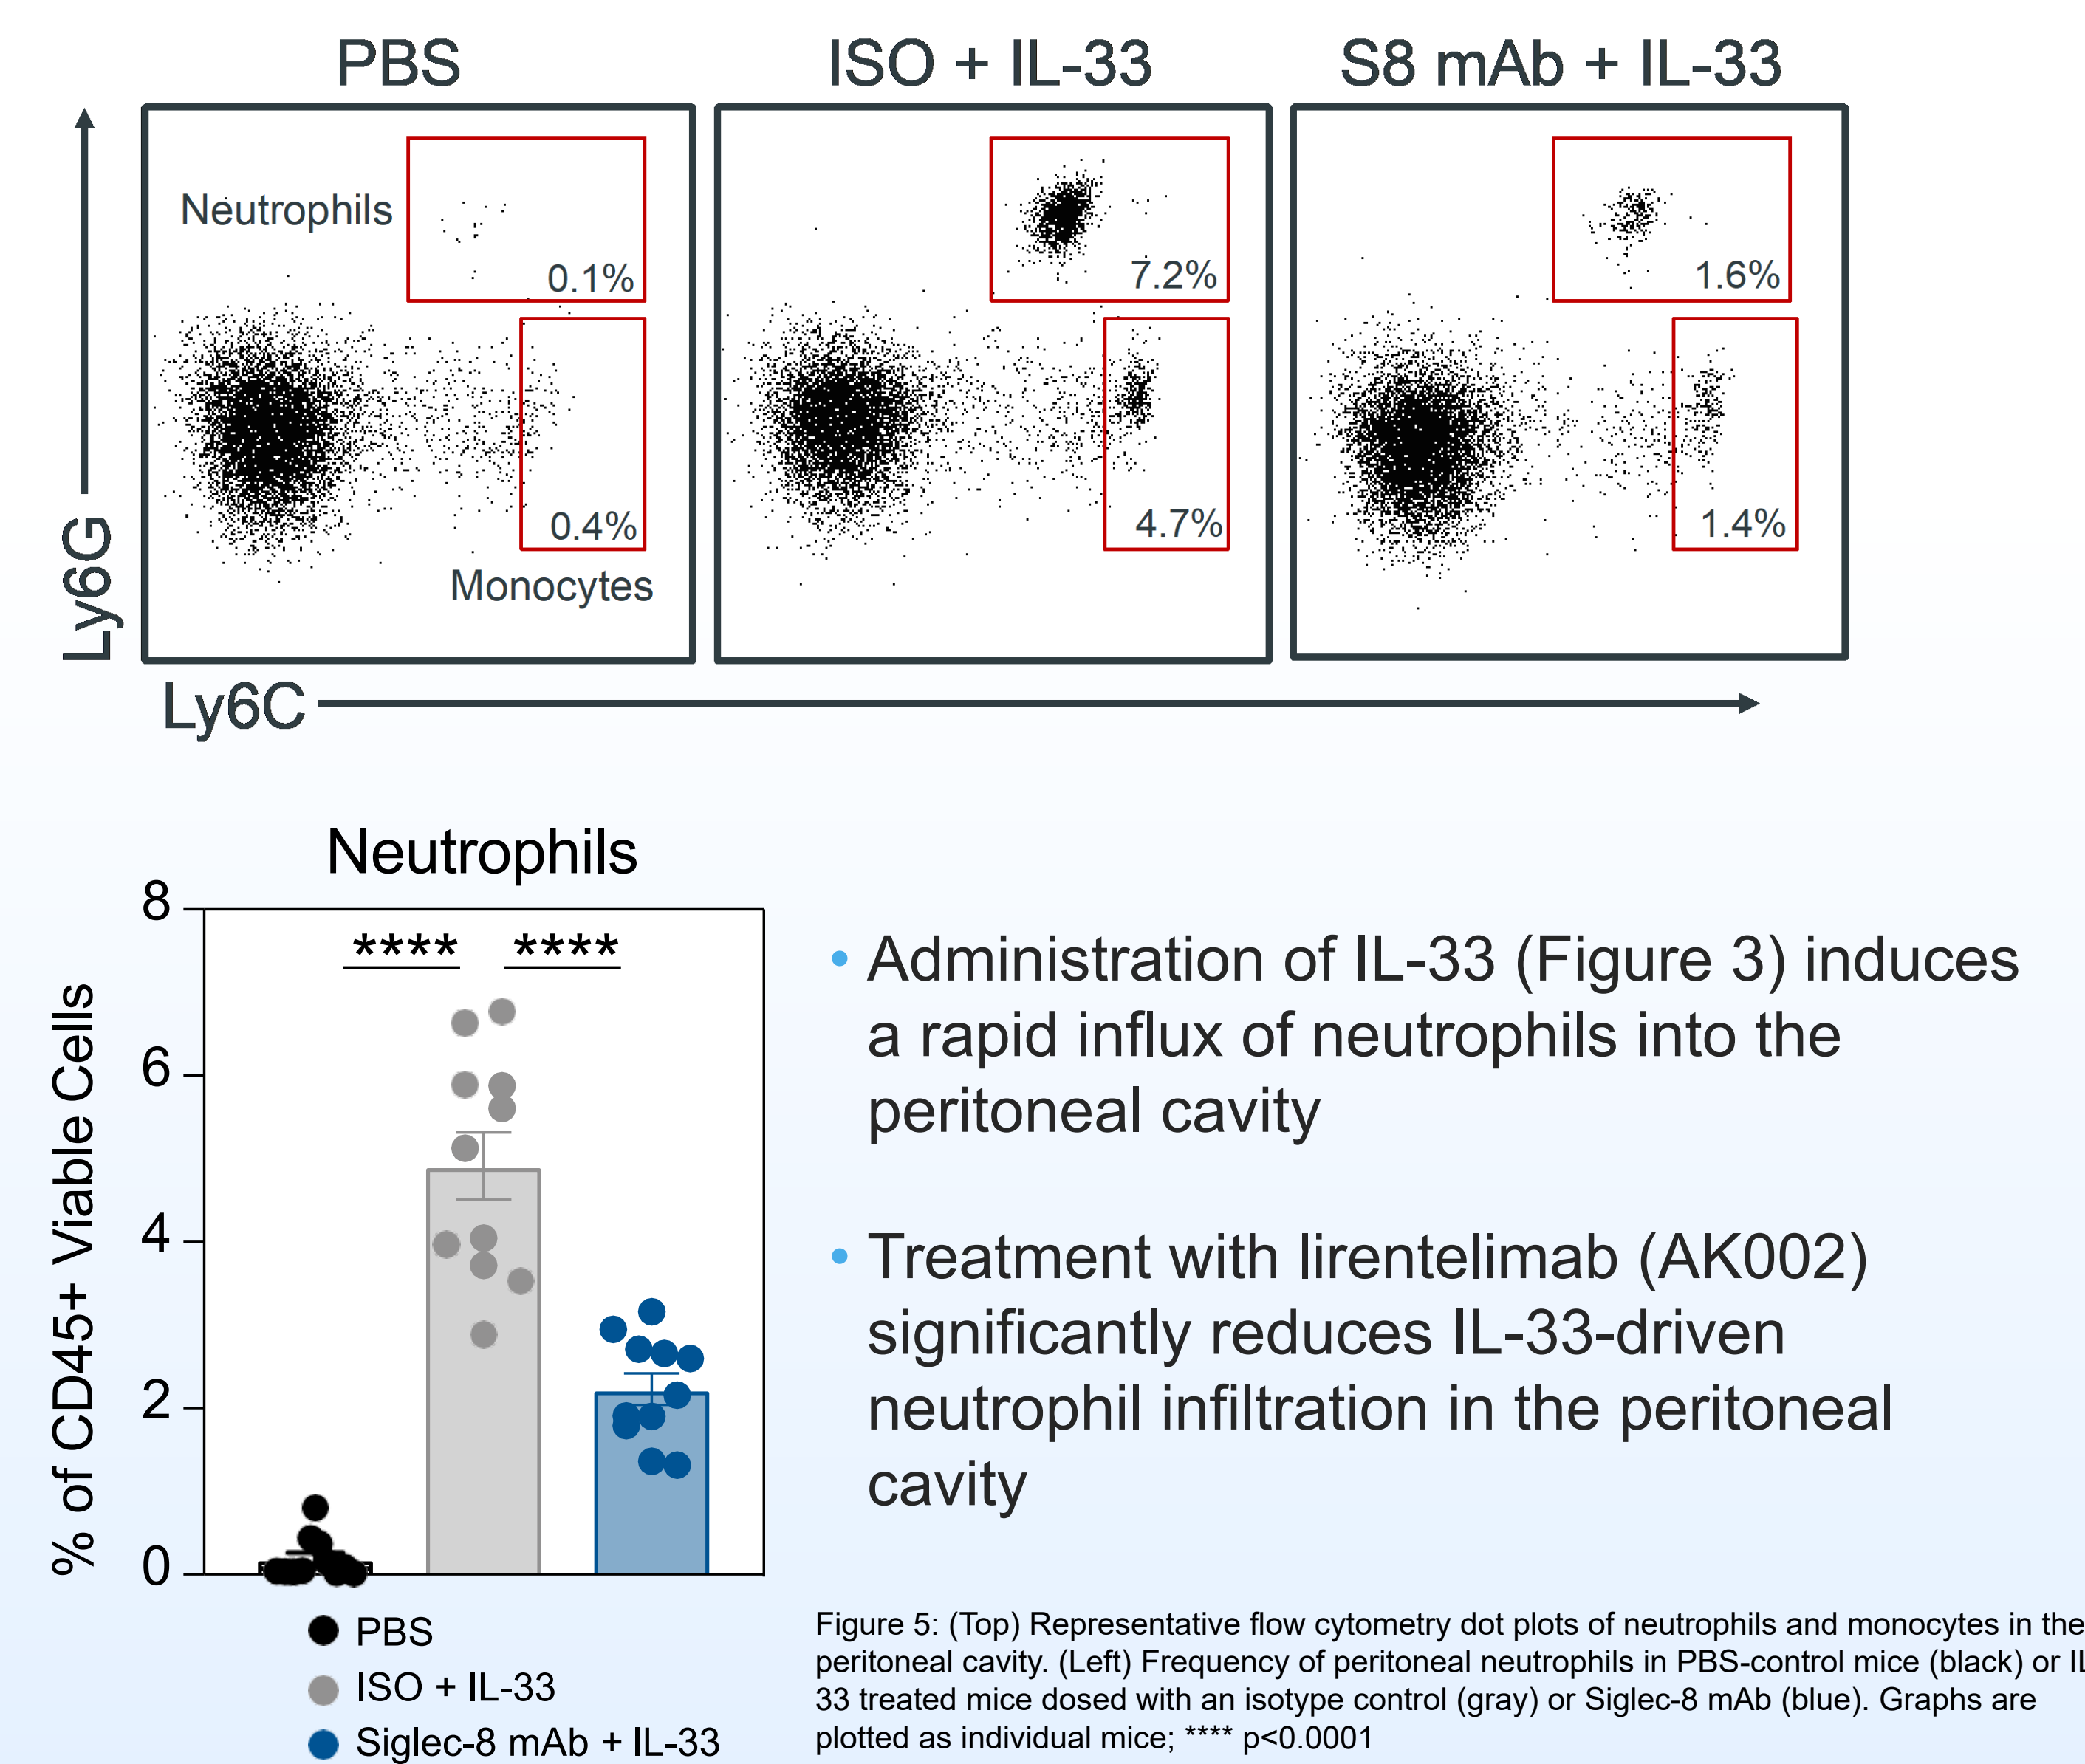 PBS
ISO + IL-33
S8 mAb + IL-33
Neutrophils
0.1%
7.2%
1.6%
0.4%
4.7%
1.4%
Monocytes
Ly6G
Ly6C
Neutrophils
8
6
4
2
0
% of CD45+ Viable Cells
**** ****
PBS
ISO + IL-33
Siglec-8 mAb + IL-33
• Administration of IL-33 (Figure 3) induces
a rapid influx of neutrophils into the
peritoneal cavity
• Treatment with lirentelimab (AK002)
significantly reduces IL-33-driven
neutrophil infiltration in the peritoneal
cavity
Figure 5: (Top) Representative flow cytometry dot plots of neutrophils and monocytes in the
peritoneal cavity. (Left) Frequency of peritoneal neutrophils in PBS-control mice (black) or IL
33 treated mice dosed with an isotype control (gray) or Siglec-8 mAb (blue). Graphs are
plotted as individual mice; **** p<0.0001